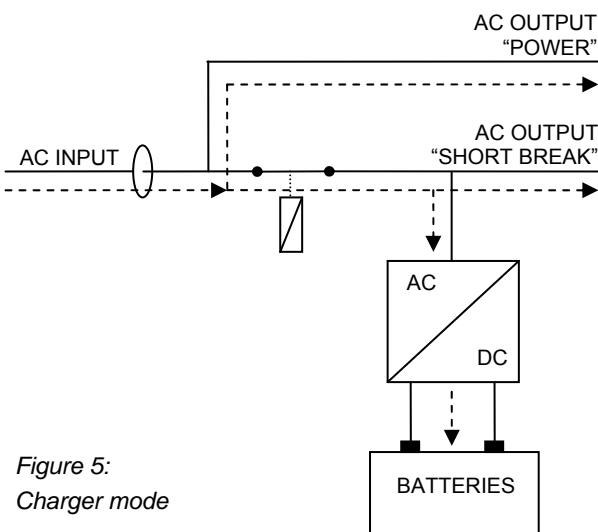 AC OUTPUT
“POWER”
AC INPUT
AC OUTPUT
“SHORT BREAK”
AC
DC
BATTERIES
Figure 5:
Charger mode